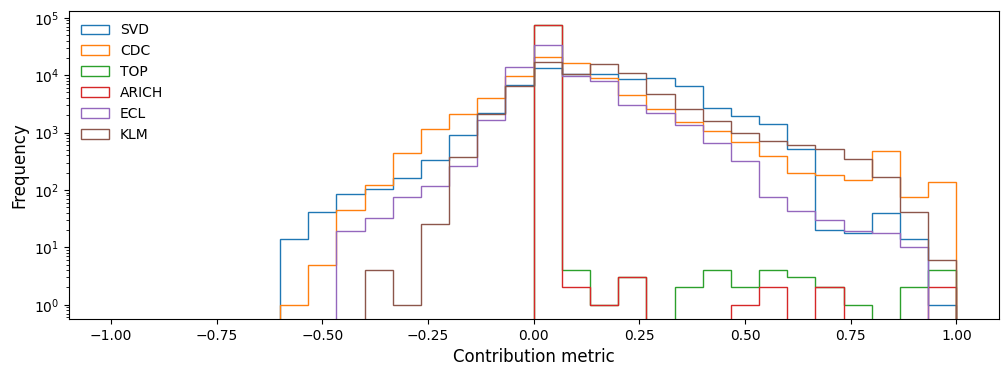 SVD
CDC
TOP
ARICH
ECL
KLM
Frequency
10⁵
10⁴
10³
10²
10¹
10⁰
−1.00 −0.75 −0.50 −0.25 0.00 0.25 0.50 0.75 1.00
Contribution metric